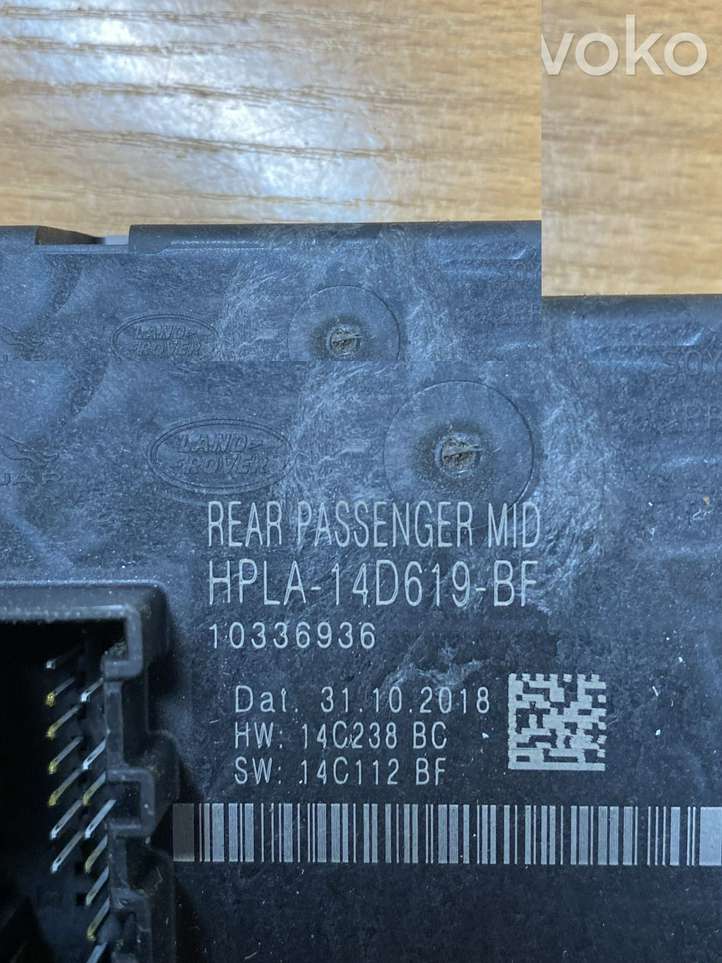 voko
LAND-
ROVER
LAND-
ROVER
REAR PASSENGER MID
HPLA-14D619-BF
10336936
Dat. 31.10.2018
HW: 14C238 BC
SW: 14C112 BF